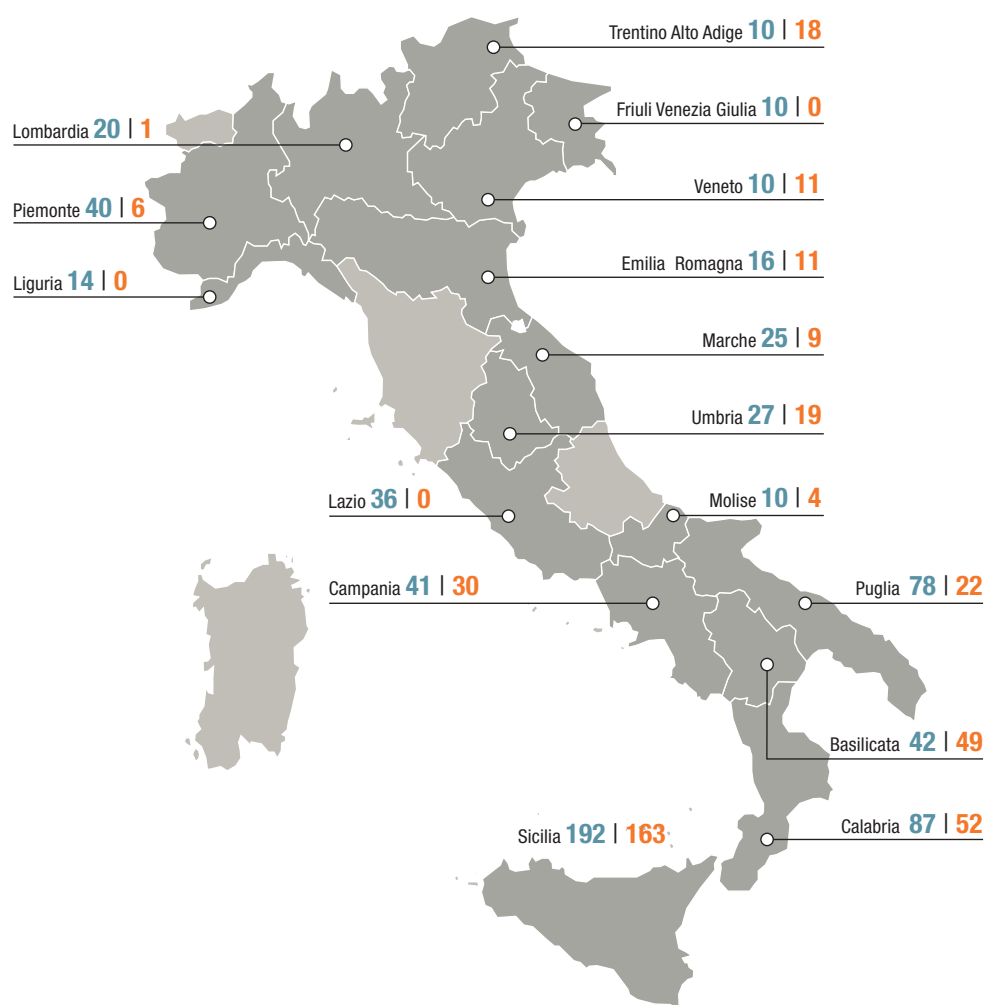 Trentino Alto Adige 10 | 18
Friuli Venezia Giulia 10 | 0
Lombardia 20 | 1
Veneto 10 | 11
Piemonte 40 | 6
Emilia Romagna 16 | 11
Liguria 14 | 0
Marche 25 | 9
Umbria 27 | 19
Lazio 36 | 0
Molise 10 | 4
Campania 41 | 30
Puglia 78 | 22
Basilicata 42 | 49
Sicilia 192 | 163
Calabria 87 | 52